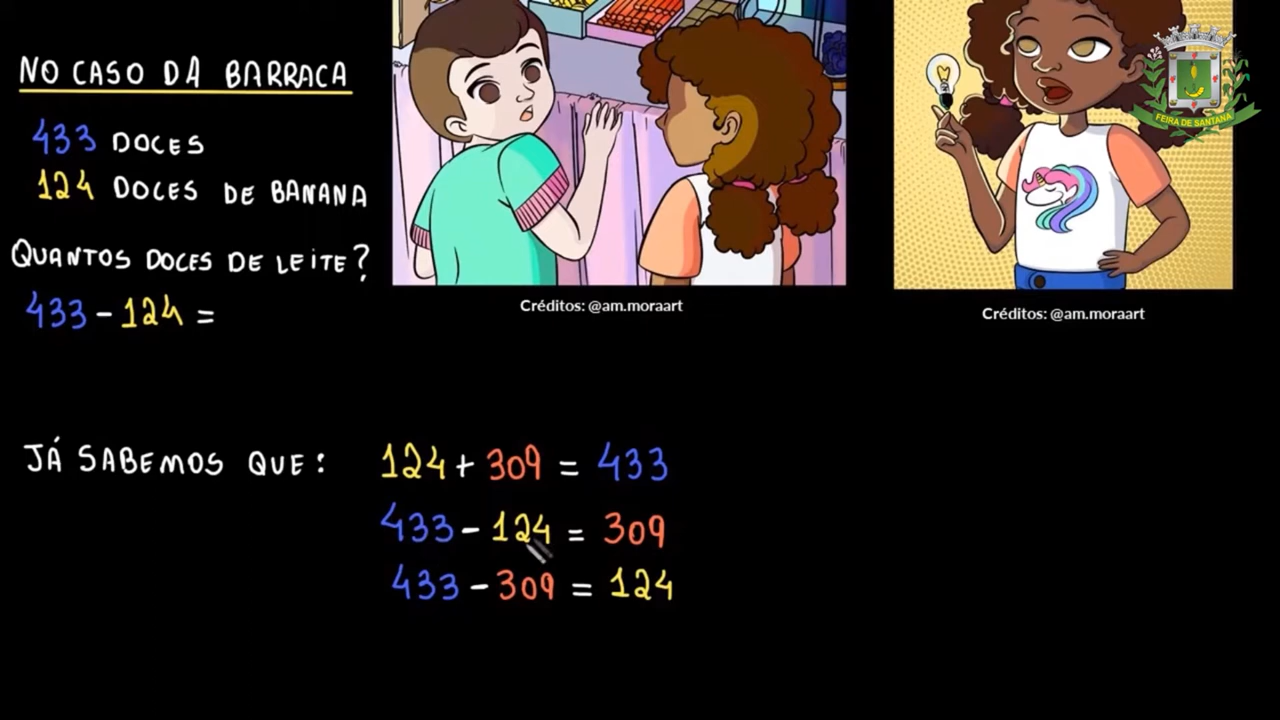 NO CASO DA BARRACA
433 DOCES
124 DOCES DE BANANA
QUANTOS DOCES DE LEITE?
433 - 124 =
Créditos: @am.moraart
Créditos: @am.moraart
FEIRA DE SANTANA
JÁ SABEMOS QUE: 124 + 309 = 433
433 - 124 = 309
433 - 309 = 124